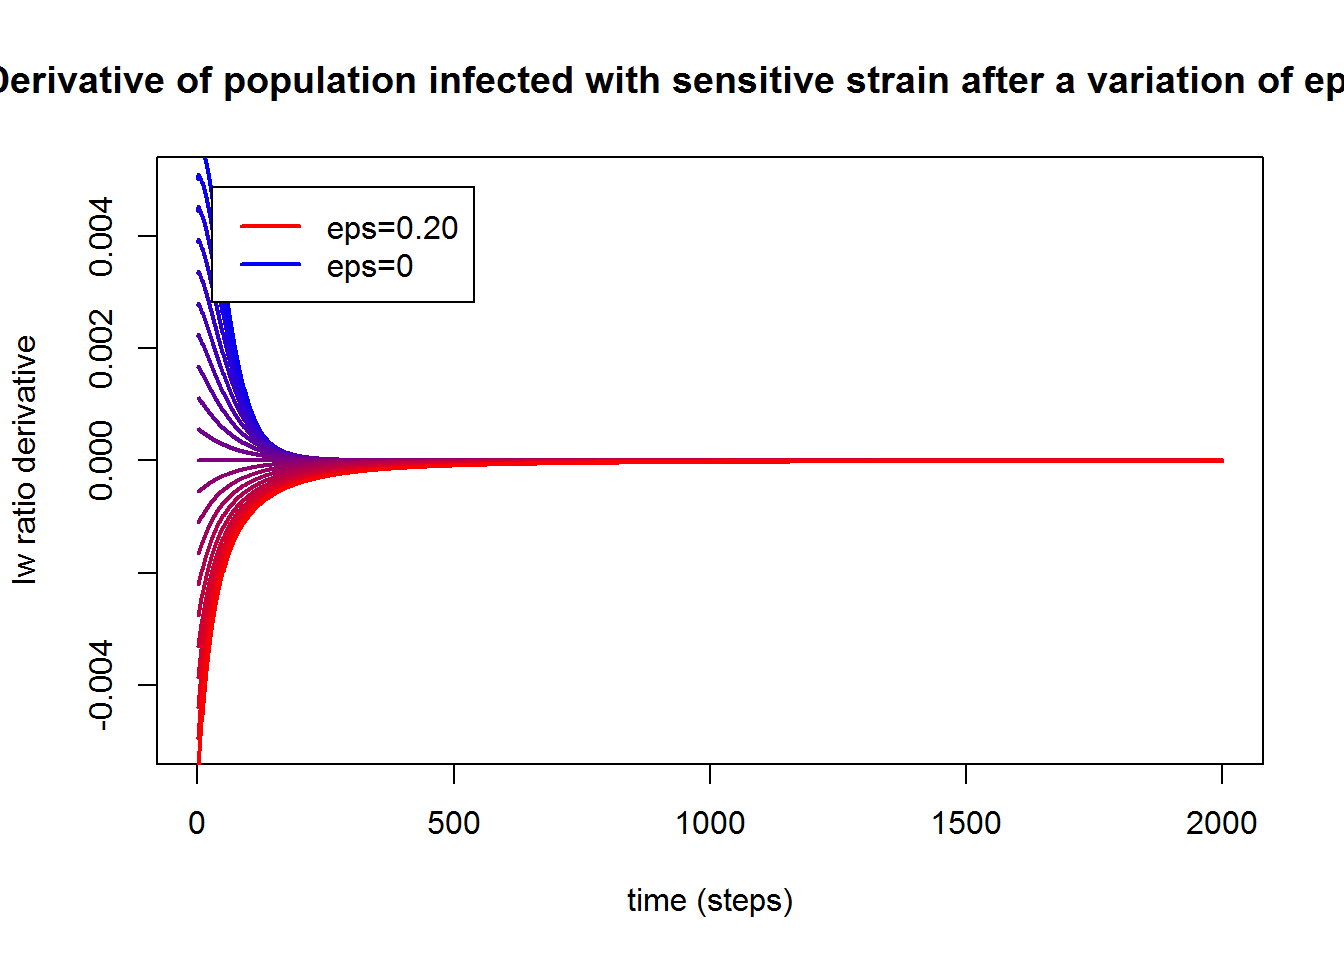 Derivative of population infected with sensitive strain after a variation of ep
eps=0.20
eps=0
Iw ratio derivative
0.004
0.002
0.000
-0.004
0
500
1000
1500
2000
time (steps)